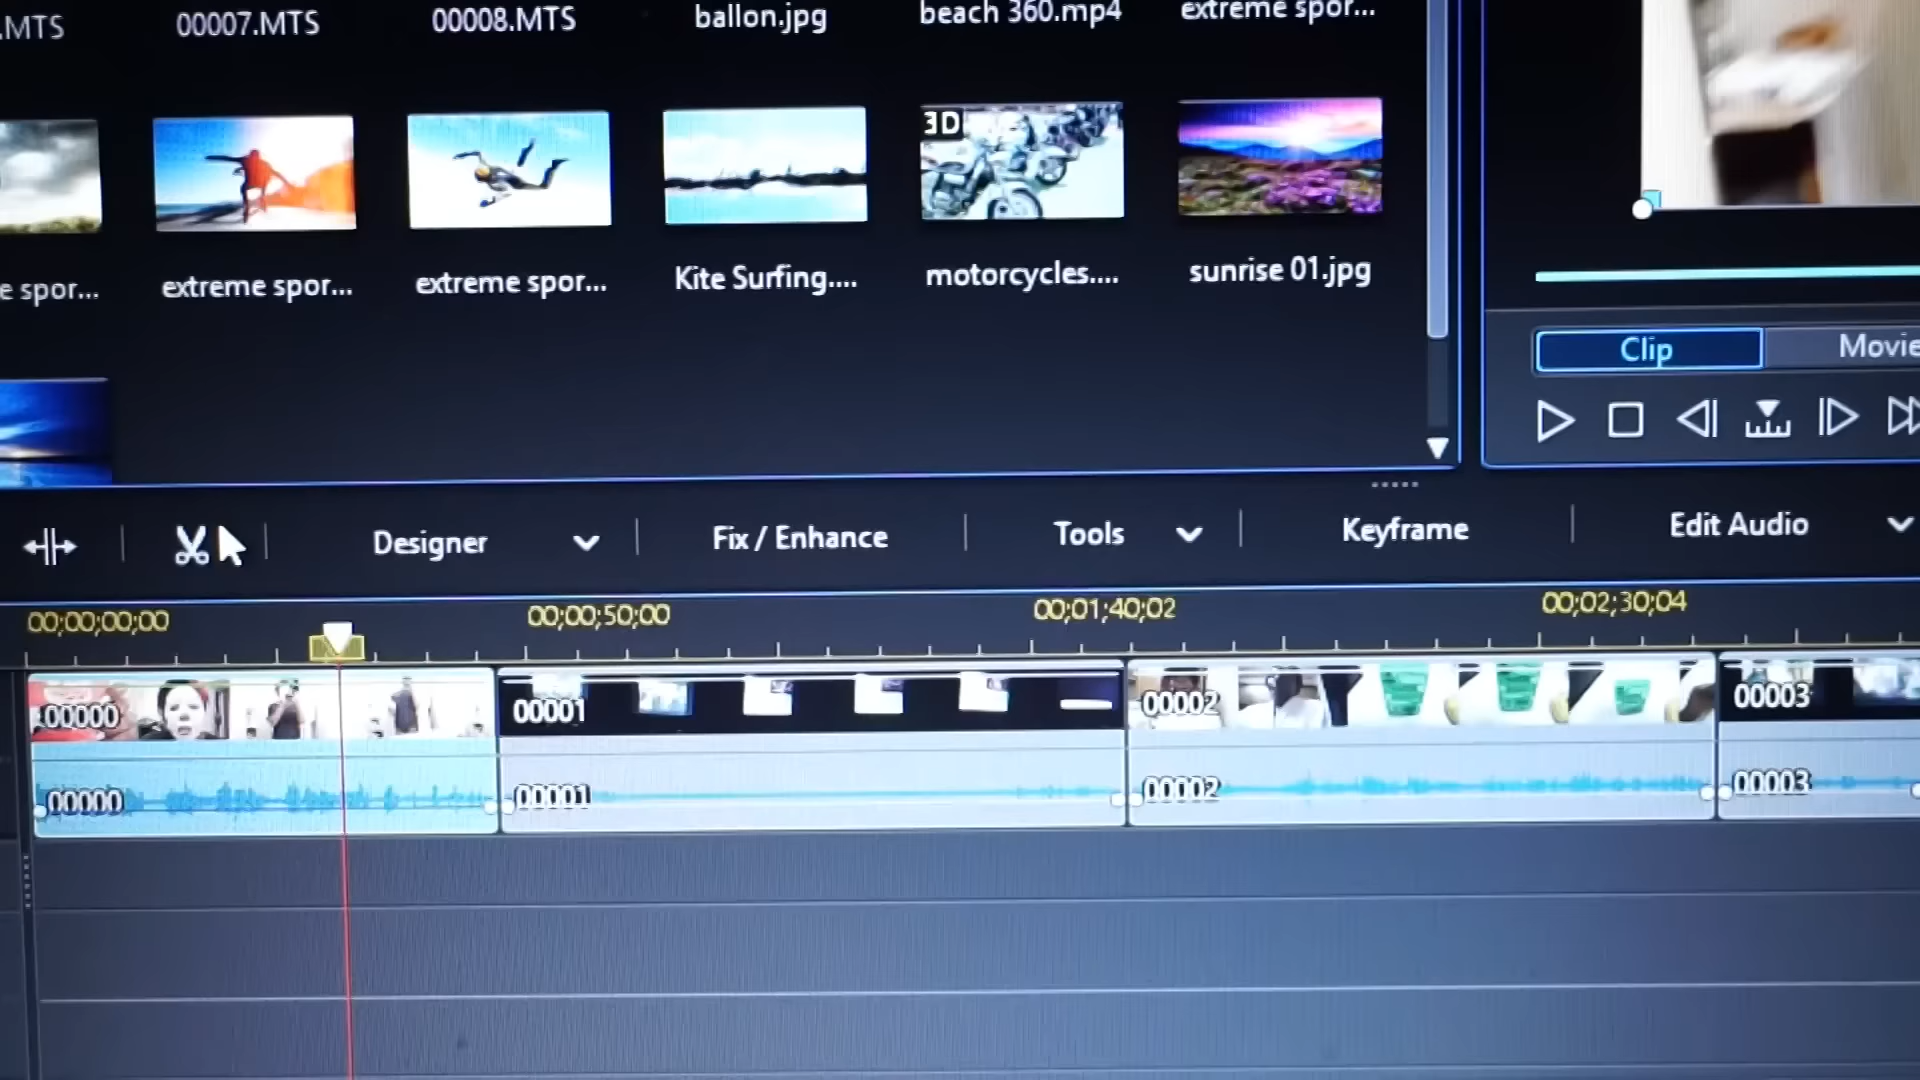 .MTS 00007.MTS 00008.MTS ballon.jpg beach 360.mp4 extreme spor...
3D
e spor... extreme spor... extreme spor... Kite Surfing.... motorcycles.... sunrise 01.jpg
Clip Movie
Designer Fix / Enhance Tools Keyframe Edit Audio
00;00;00;00 00;00;50;00 00;01;40;02 00;02;30;04
00000 00001 00002 00003
00000 00001 00002 00003